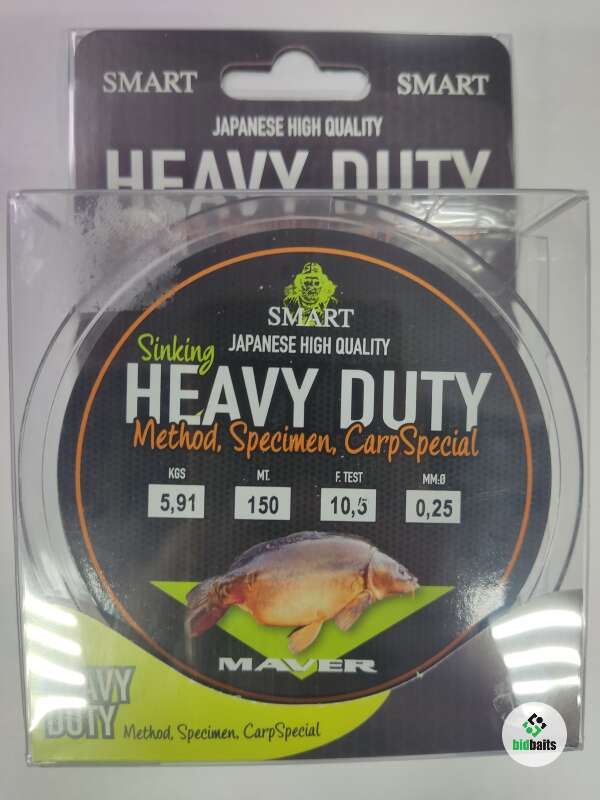 SMART SMART
JAPANESE HIGH QUALITY
HEAVY DUTY
SMART
Sinking
JAPANESE HIGH QUALITY
HEAVY DUTY
Method, Specimen, CarpSpecial
KGS MT. F. TEST MM:Ø
5,91 150 10,5 0,25
MAVER
HEAVY
DUTY Method, Specimen, CarpSpecial
bidbaits